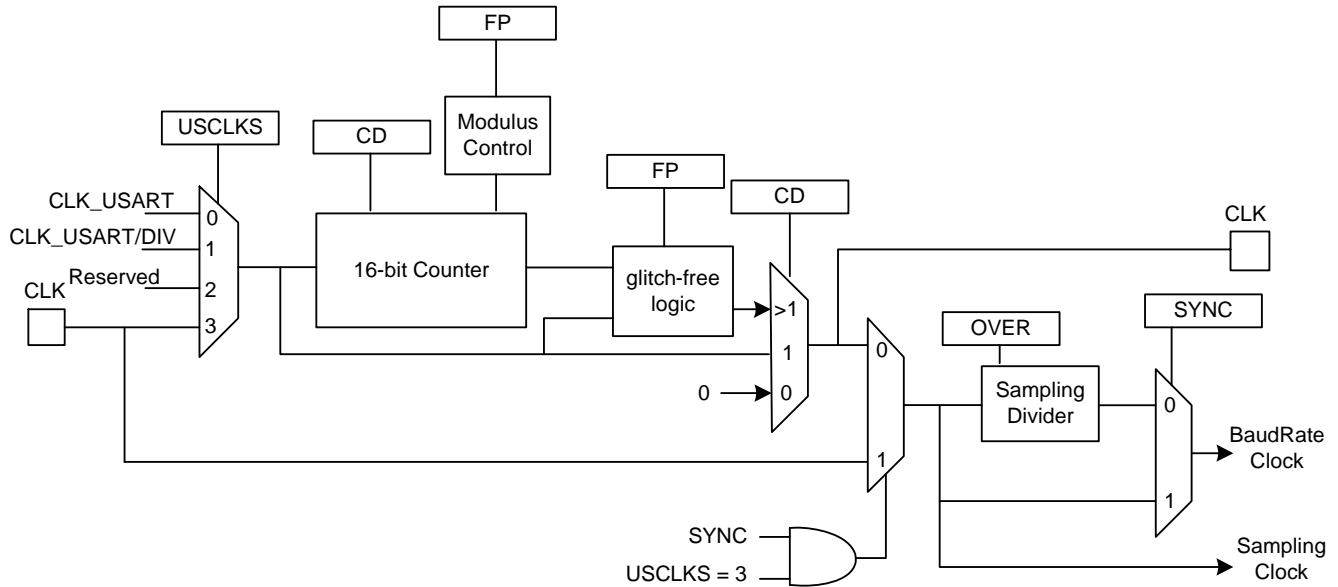 FP
Modulus
Control
USCLKS
CD
FP
CD
CLK_USART
0
CLK_USART/DIV
1
Reserved
2
CLK
3
16-bit Counter
glitch-free
logic
>1
1
0
0
CLK
0
1
OVER
Sampling
Divider
SYNC
0
1
BaudRate
Clock
SYNC
USCLKS = 3
Sampling
Clock